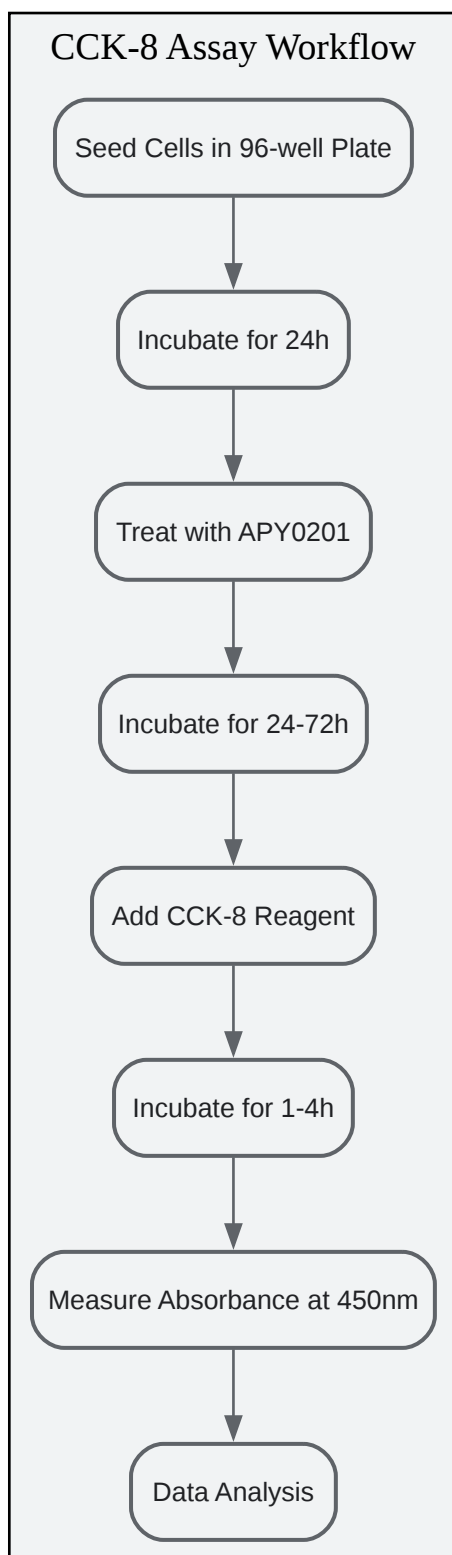 CCK-8 Assay Workflow
Seed Cells in 96-well Plate
Incubate for 24h
Treat with APY0201
Incubate for 24-72h
Add CCK-8 Reagent
Incubate for 1-4h
Measure Absorbance at 450nm
Data Analysis